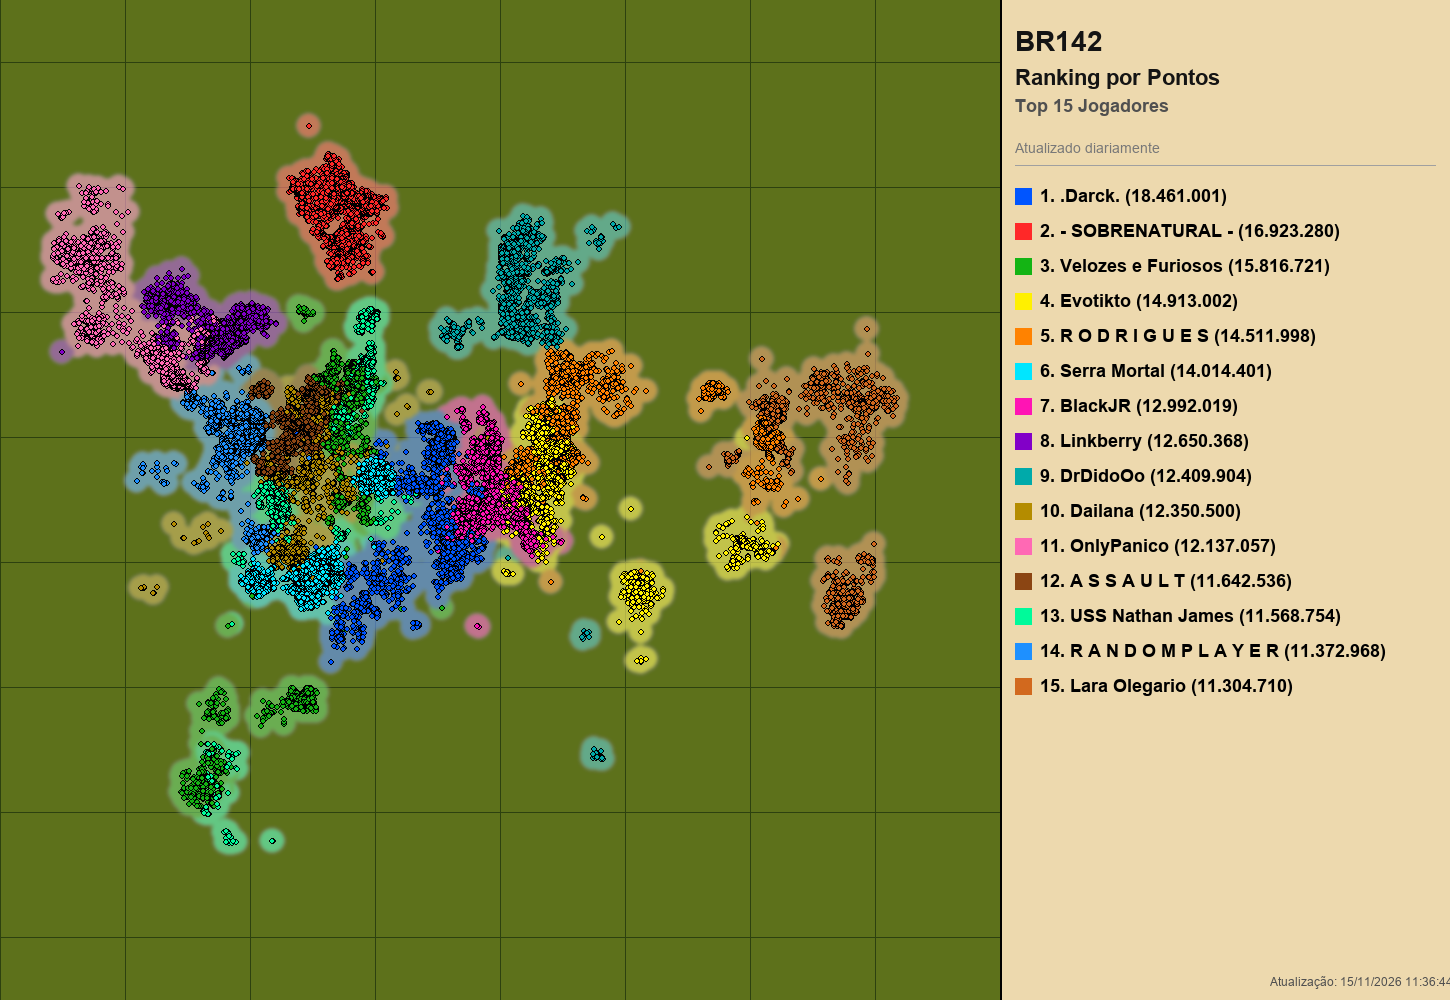 BR142
Ranking por Pontos
Top 15 Jogadores
Atualizado diariamente
1. .Darck. (18.461.001)
2. - SOBRENATURAL - (16.923.280)
3. Velozes e Furiosos (15.816.721)
4. Evotikto (14.913.002)
5. R O D R I G U E S (14.511.998)
6. Serra Mortal (14.014.401)
7. BlackJR (12.992.019)
8. Linkberry (12.650.368)
9. DrDidoOo (12.409.904)
10. Dailana (12.350.500)
11. OnlyPanico (12.137.057)
12. A S S A U L T (11.642.536)
13. USS Nathan James (11.568.754)
14. R A N D O M P L A Y E R (11.372.968)
15. Lara Olegario (11.304.710)
Atualização: 15/11/2026 11:36:44